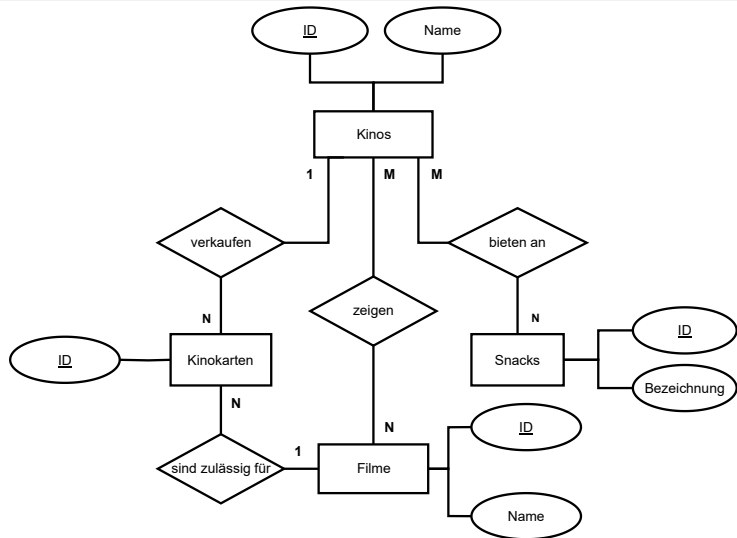 ID
Name
Kinos
1
M
M
verkaufen
bieten an
zeigen
N
N
ID
Kinokarten
Snacks
ID
Bezeichnung
N
N
ID
sind zulässig für
1
Filme
Name